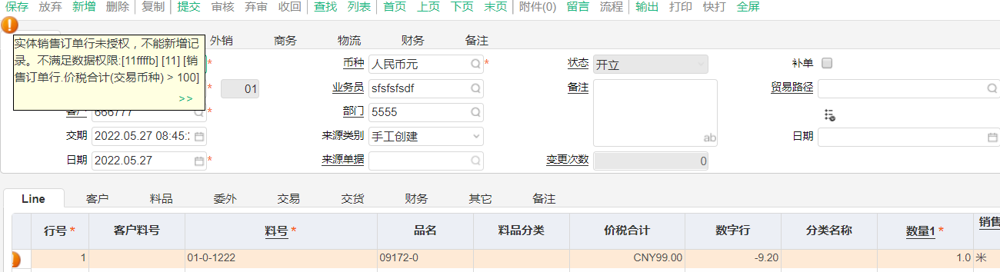 保存 放弃 新增 删除 复制 提交 审核 弃审 收回 查找 列表 首页 上页 下页 末页 附件(0) 留言 流程 输出 打印 快打 全屏
外销 商务 物流 财务 备注
实体销售订单行未授权，不能新增记
录。不满足数据权限:[11ffffb] [11] [销
售订单行.价税合计(交易币种) > 100]
>>
* 币种 人民币元 * 状态 开立 补单
* 01 业务员 sfsfsfsdf 备注 贸易路径
客户 666777 * 部门 5555
ab
交期 2022.05.27 08:45:2 来源类别 手工创建 日期
日期 2022.05.27 * 来源单据 变更次数 0
Line 客户 料品 委外 交易 交货 财务 其它 备注
行号 * 客户料号 料号 * 品名 料品分类 价税合计 数字行 分类名称 数量1 * 销售
1 01-0-1222 09172-0 CNY99.00 -9.20 1.0 米